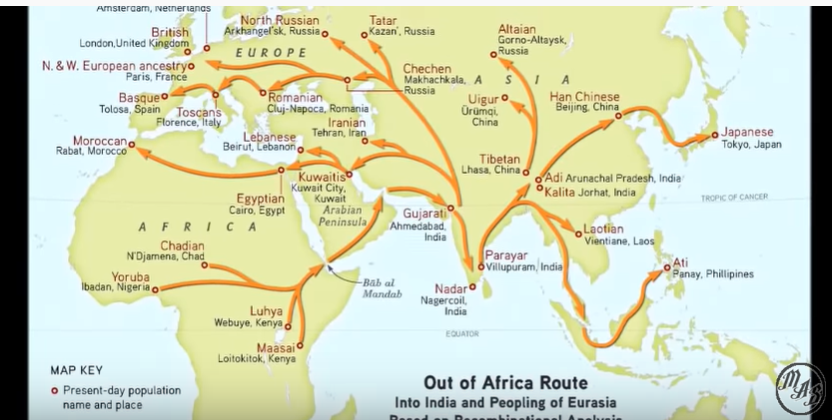 Amsterdam, Netherlands
British
London,United Kingdom
N. & W. European ancestry
Paris, France
Basque
Tolosa, Spain
Toscans
Florence, Italy
EUROPE
North Russian
Arkhangel'sk, Russia
Tatar
Kazan', Russia
Chechen
Makhachkala,
Russia
Romanian
Cluj-Napoca, Romania
ASIA
Altaian
Gorno-Altaysk,
Russia
Uigur
Ürümqi,
China
Han Chinese
Beijing, China
Japanese
Tokyo, Japan
Moroccan
Rabat, Morocco
Lebanese
Beirut, Lebanon
Iranian
Tehran, Iran
Egyptian
Cairo, Egypt
Kuwaitis
Kuwait City,
Kuwait
Arabian
Peninsula
Tibetan
Lhasa, China
Adi Arunachal Pradesh, India
Kalita Jorhat, India
TROPIC OF CANCER
Gujarati
Ahmedabad,
India
AFRICA
Chadian
N'Djamena, Chad
Yoruba
Ibadan, Nigeria
Bāb al
Mandab
Parayar
Villupuram, India
Nadar
Nagercoil,
India
Laotian
Vientiane, Laos
Ati
Panay, Phillipines
Luhya
Webuye, Kenya
Maasai
Loitokitok, Kenya
EQUATOR
MAP KEY
Present-day population
name and place
Out of Africa Route
Into India and Peopling of Eurasia
Based on Recombinational Analysis
MAS